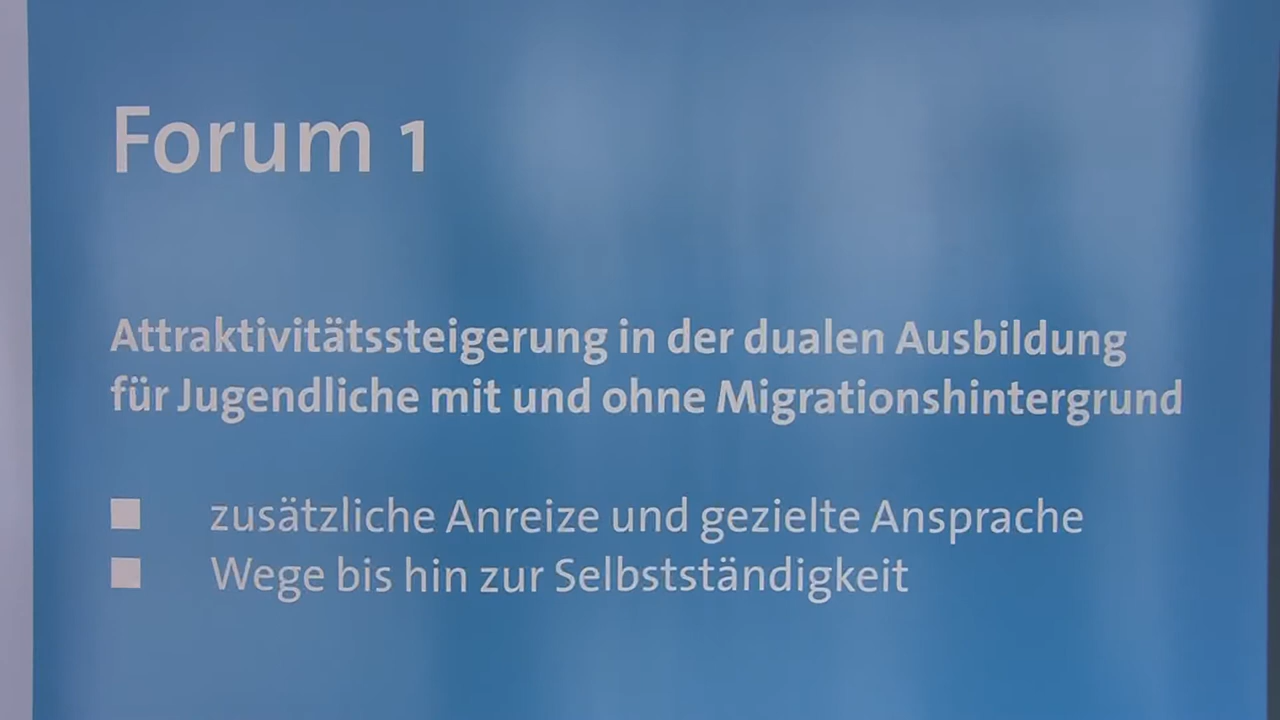 Forum 1
Attraktivitätssteigerung in der dualen Ausbildung
für Jugendliche mit und ohne Migrationshintergrund
■ zusätzliche Anreize und gezielte Ansprache
■ Wege bis hin zur Selbstständigkeit